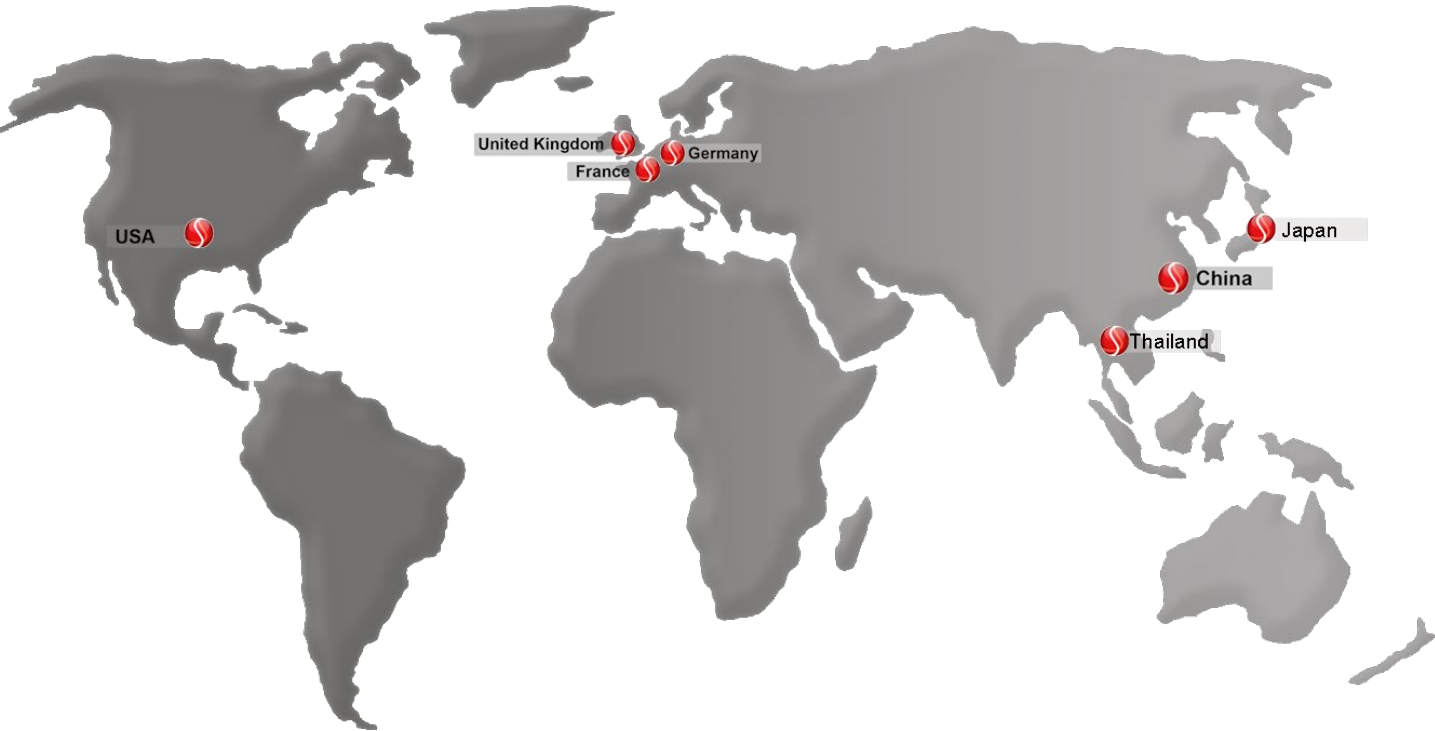 United Kingdom
Germany
France
USA
Japan
China
Thailand